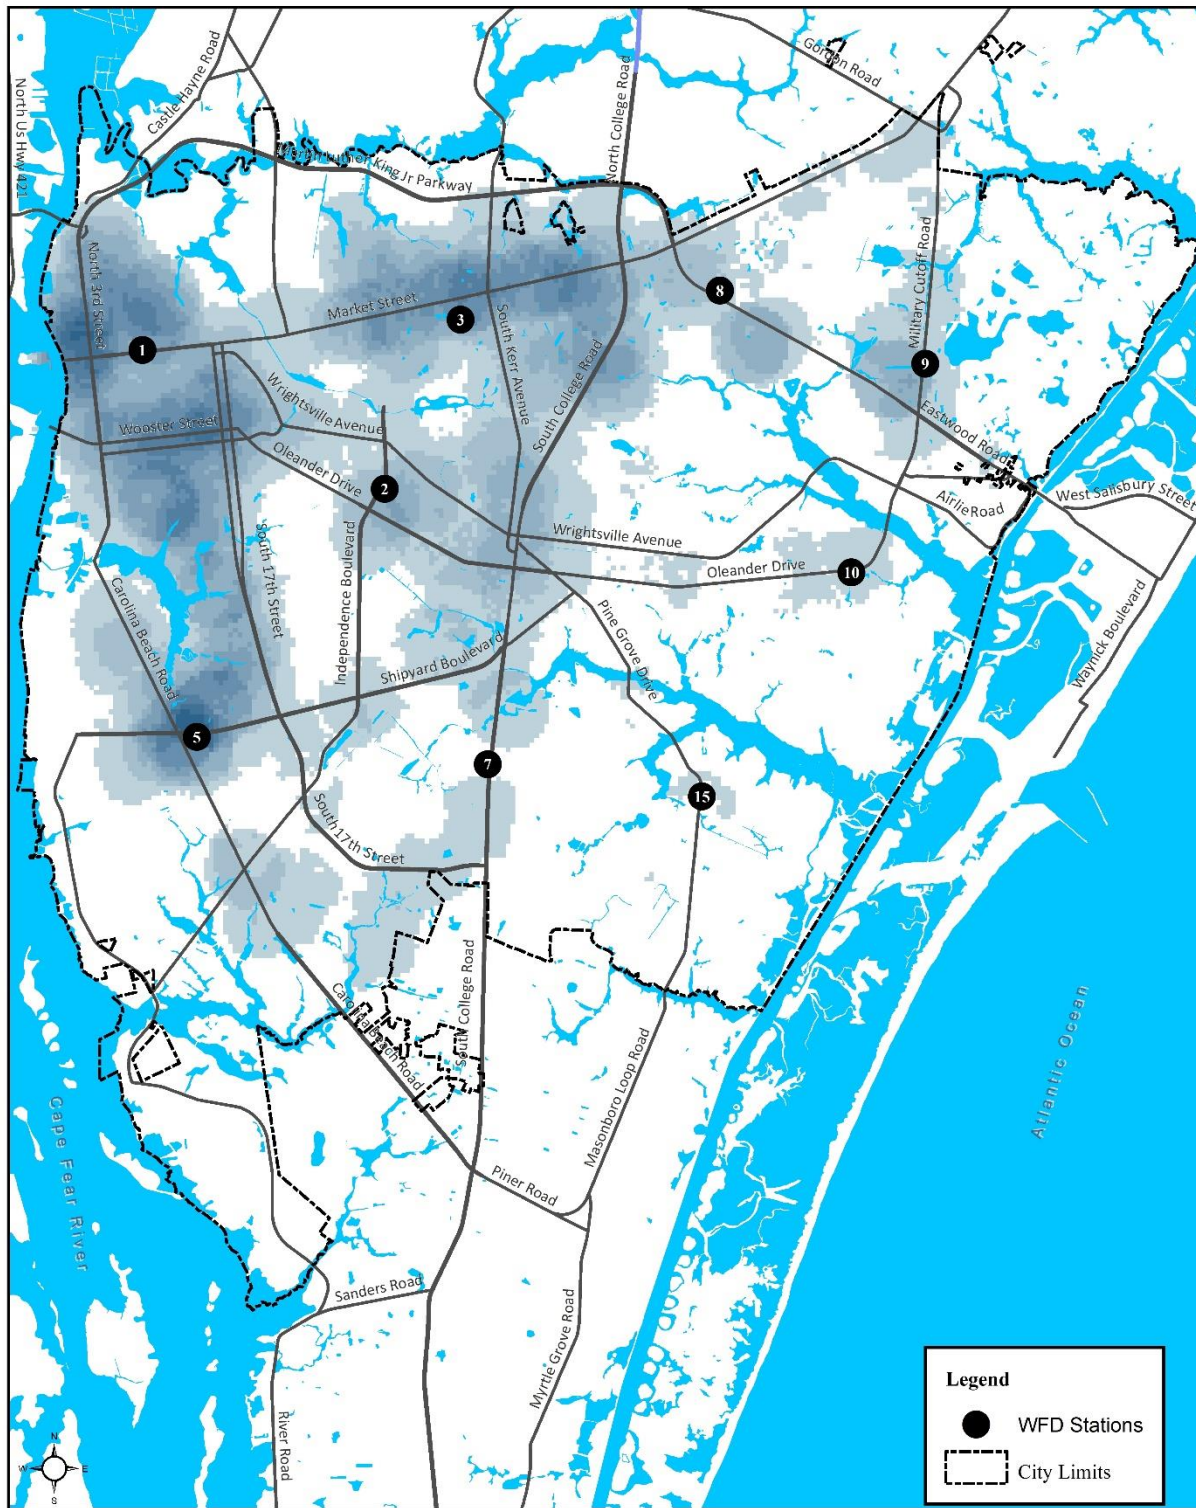 Gordon Road
Castle Hayne Road
North Us Hwy 421
North College Road
Martin Luther King Jr Parkway
Military Cutoff Road
North 3rd Street
8
Market Street
3
1
South Kerr Avenue
9
South College Road
Wrightsville Avenue
Wooster Street
Eastwood Road
Oleander Drive
2
West Salisbury Street
Airlie Road
Wrightsville Avenue
South 17th Street
Oleander Drive
10
Independence Boulevard
Carolina Beach Road
Pine Grove Drive
Waynick Boulevard
Shipyard Boulevard
5
7
15
South 17th Street
South College Road
Carolina Beach Road
Atlantic Ocean
Masonboro Loop Road
Cape Fear River
Piner Road
Sanders Road
Myrtle Grove Road
River Road
N
W E
S
Legend
WFD Stations
City Limits